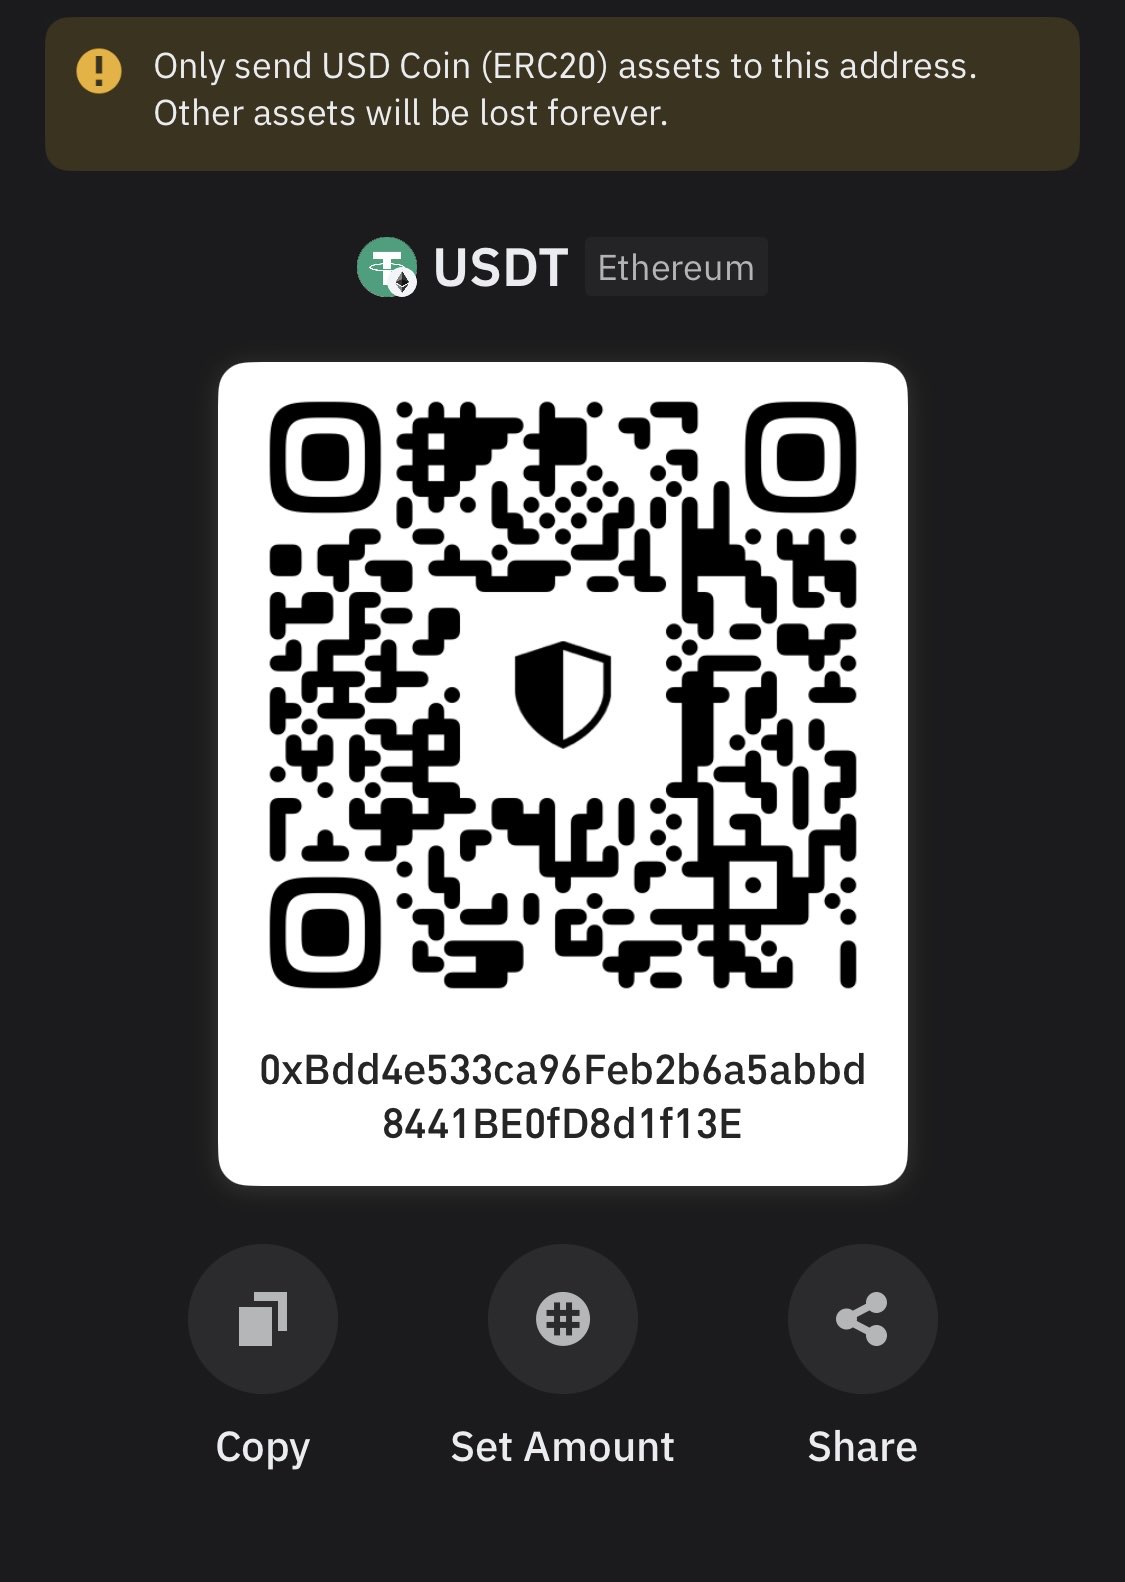 Only send USD Coin (ERC20) assets to this address.
Other assets will be lost forever.
USDT Ethereum
0xBdd4e533ca96Feb2b6a5abbd
8441BE0fD8d1f13E
Copy Set Amount Share